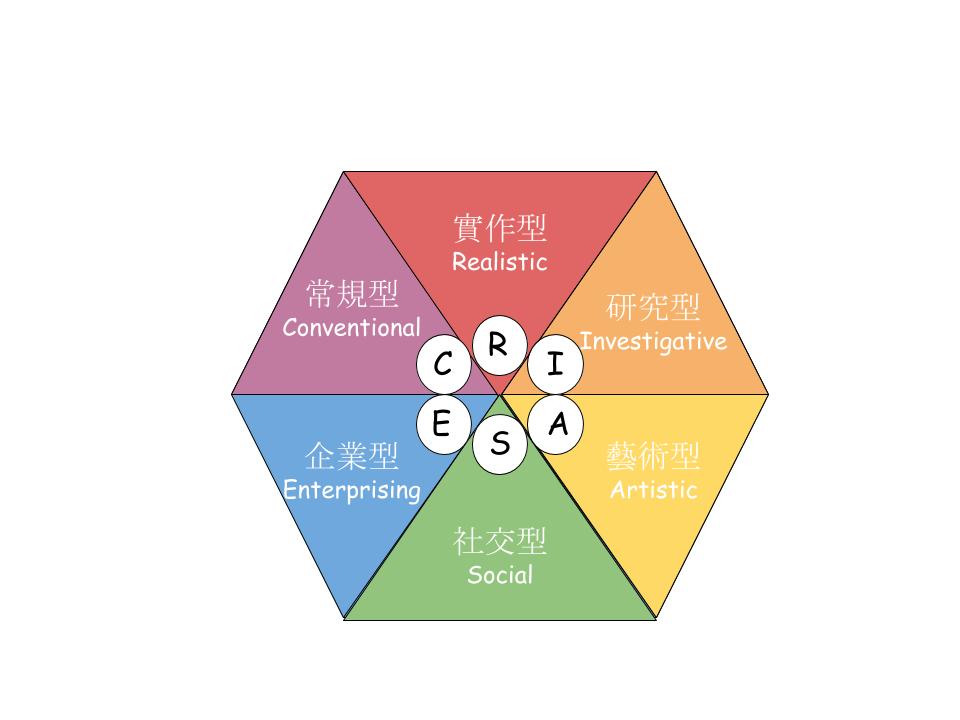 實作型
Realistic
常規型
Conventional
研究型
Investigative
R
C
I
E
A
S
企業型
Enterprising
藝術型
Artistic
社交型
Social